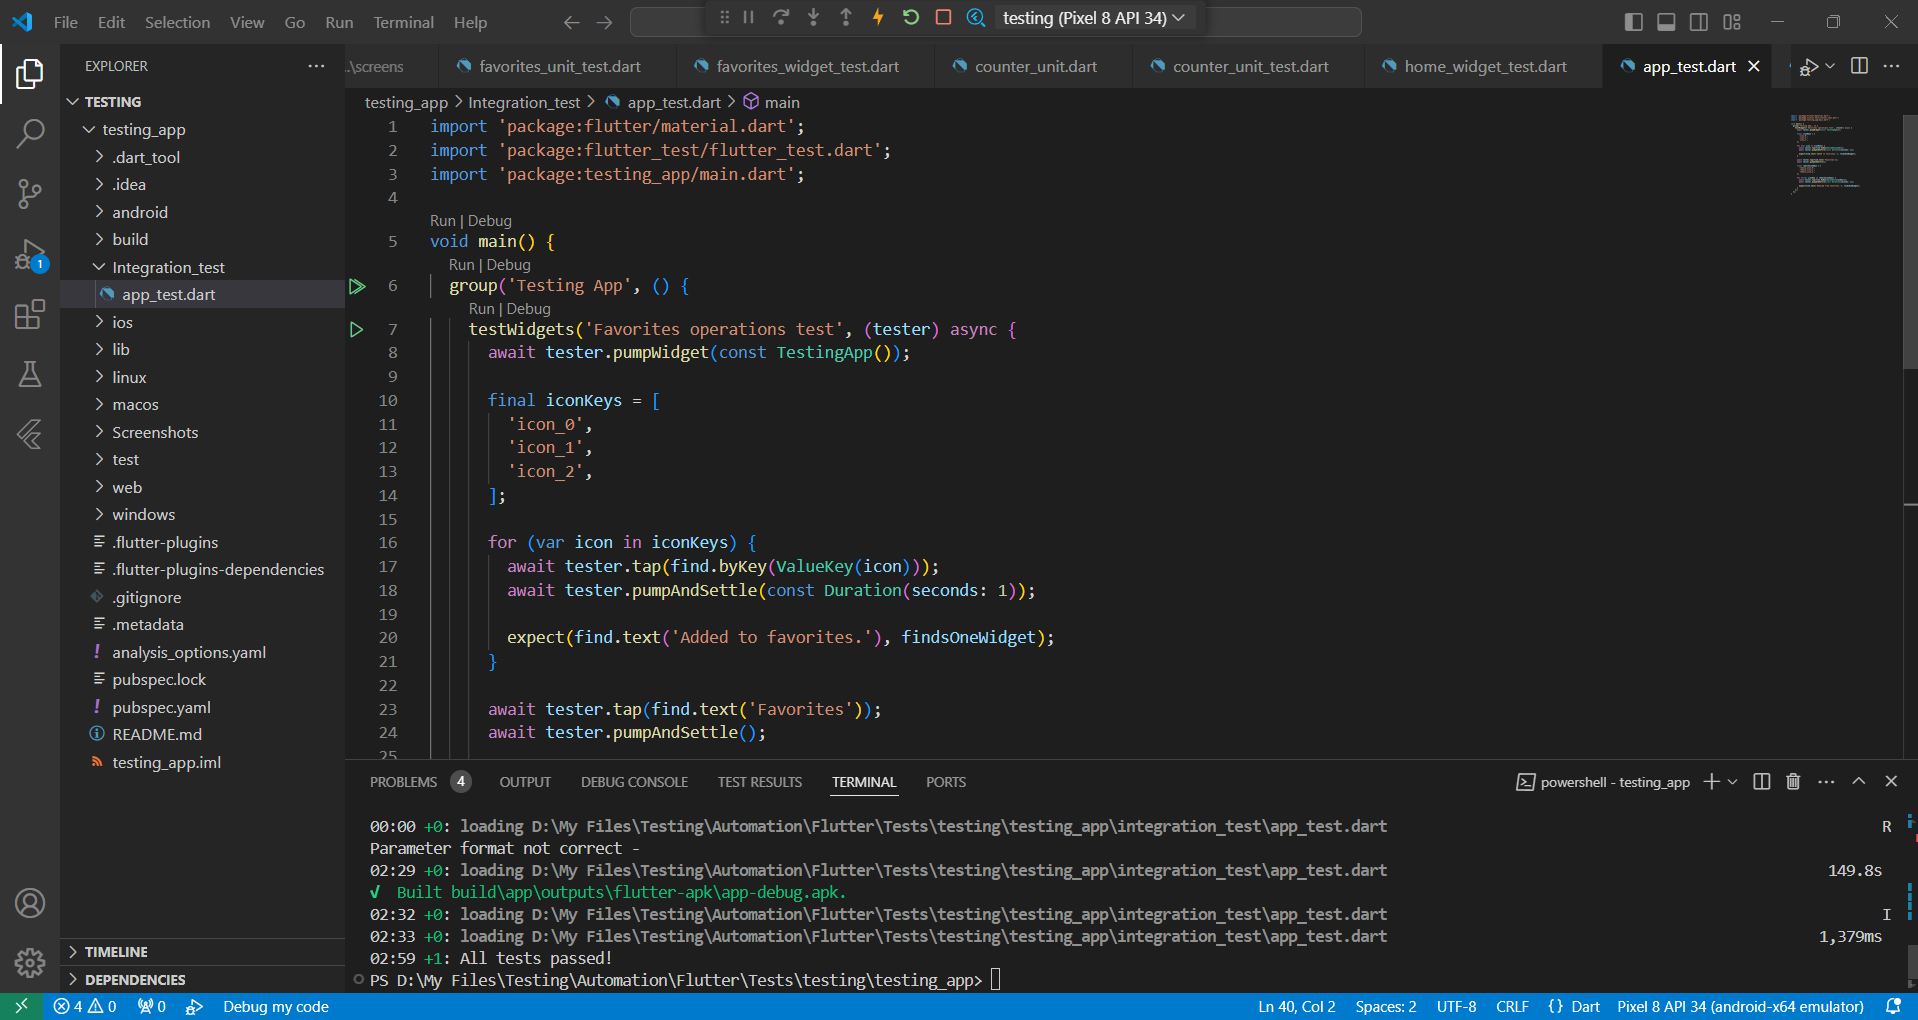 File Edit Selection View Go Run Terminal Help
testing (Pixel 8 API 34)
EXPLORER
TESTING
testing_app
.dart_tool
.idea
android
build
Integration_test
app_test.dart
ios
lib
linux
macos
Screenshots
test
web
windows
.flutter-plugins
.flutter-plugins-dependencies
.gitignore
.metadata
analysis_options.yaml
pubspec.lock
pubspec.yaml
README.md
testing_app.iml
TIMELINE
DEPENDENCIES
1
..\screens favorites_unit_test.dart favorites_widget_test.dart counter_unit.dart counter_unit_test.dart home_widget_test.dart app_test.dart
testing_app > Integration_test > app_test.dart > main
1 import 'package:flutter/material.dart';
2 import 'package:flutter_test/flutter_test.dart';
3 import 'package:testing_app/main.dart';
4
Run | Debug
5 void main() {
Run | Debug
6 group('Testing App', () {
Run | Debug
7 testWidgets('Favorites operations test', (tester) async {
8 await tester.pumpWidget(const TestingApp());
9
10 final iconKeys = [
11 'icon_0',
12 'icon_1',
13 'icon_2',
14 ];
15
16 for (var icon in iconKeys) {
17 await tester.tap(find.byKey(ValueKey(icon)));
18 await tester.pumpAndSettle(const Duration(seconds: 1));
19
20 expect(find.text('Added to favorites.'), findsOneWidget);
21 }
22
23 await tester.tap(find.text('Favorites'));
24 await tester.pumpAndSettle();
25
PROBLEMS 4 OUTPUT DEBUG CONSOLE TEST RESULTS TERMINAL PORTS
powershell - testing_app
00:00 +0: loading D:\My Files\Testing\Automation\Flutter\Tests\testing\testing_app\integration_test\app_test.dart R
Parameter format not correct -
02:29 +0: loading D:\My Files\Testing\Automation\Flutter\Tests\testing\testing_app\integration_test\app_test.dart 149.8s
√ Built build\app\outputs\flutter-apk\app-debug.apk.
02:32 +0: loading D:\My Files\Testing\Automation\Flutter\Tests\testing\testing_app\integration_test\app_test.dart I
02:33 +0: loading D:\My Files\Testing\Automation\Flutter\Tests\testing\testing_app\integration_test\app_test.dart 1,379ms
02:59 +1: All tests passed!
PS D:\My Files\Testing\Automation\Flutter\Tests\testing\testing_app>
4 0 0 Debug my code Ln 40, Col 2 Spaces: 2 UTF-8 CRLF {} Dart Pixel 8 API 34 (android-x64 emulator)